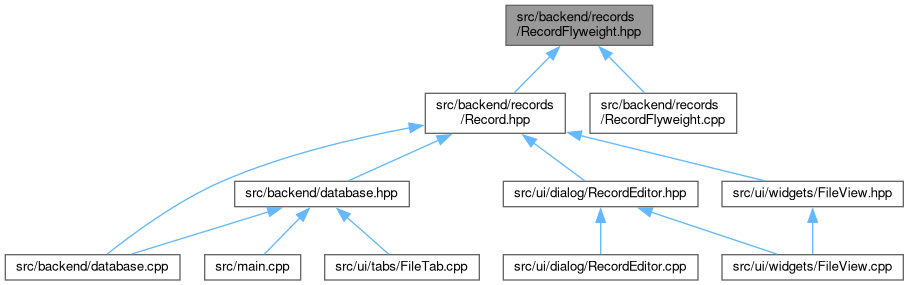 src/backend/records
/RecordFlyweight.hpp
src/backend/records
/Record.hpp
src/backend/records
/RecordFlyweight.cpp
src/backend/database.hpp
src/ui/dialog/RecordEditor.hpp
src/ui/widgets/FileView.hpp
src/backend/database.cpp
src/main.cpp
src/ui/tabs/FileTab.cpp
src/ui/dialog/RecordEditor.cpp
src/ui/widgets/FileView.cpp